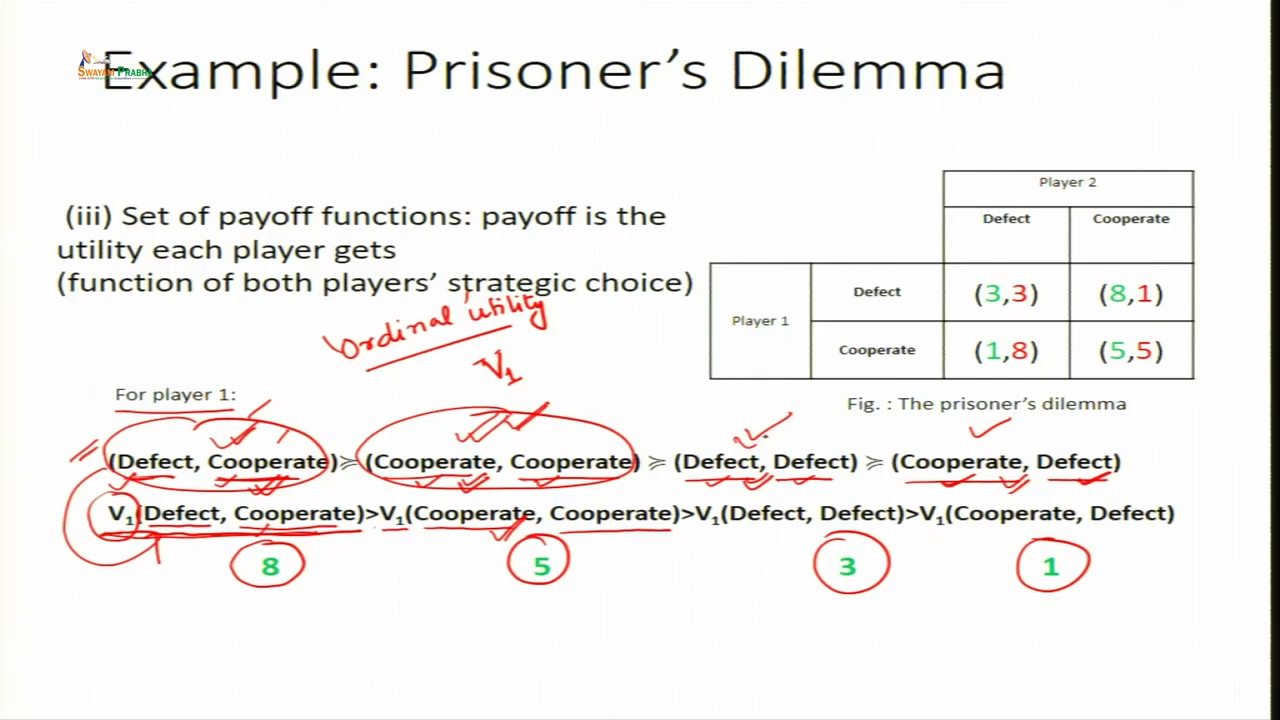 SWAYAM PRABHA
Example: Prisoner's Dilemma
(iii) Set of payoff functions: payoff is the
utility each player gets
(function of both players' strategic choice)
Ordinal utility
V₁
Player 2
Defect Cooperate
Player 1 Defect (3,3) (8,1)
Cooperate (1,8) (5,5)
Fig. : The prisoner's dilemma
For player 1:
(Defect, Cooperate)≽ (Cooperate, Cooperate) ≽ (Defect, Defect) ≽ (Cooperate, Defect)
V₁(Defect, Cooperate)>V₁(Cooperate, Cooperate)>V₁(Defect, Defect)>V₁(Cooperate, Defect)
8 5 3 1